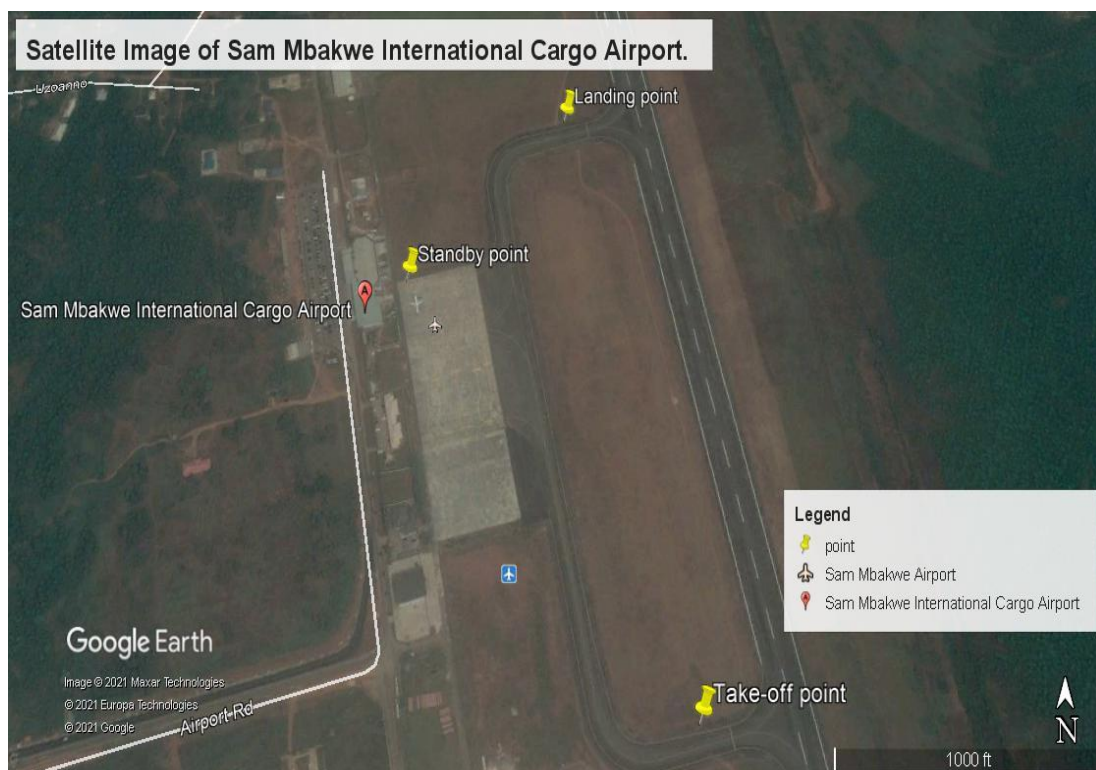 Satellite Image of Sam Mbakwe International Cargo Airport.
Uzoanno
Landing point
Standby point
A
Sam Mbakwe International Cargo Airport
Legend
point
Sam Mbakwe Airport
Sam Mbakwe International Cargo Airport
Google Earth
Image © 2021 Maxar Technologies
© 2021 Europa Technologies
© 2021 Google
Airport Rd
Take-off point
N
1000 ft